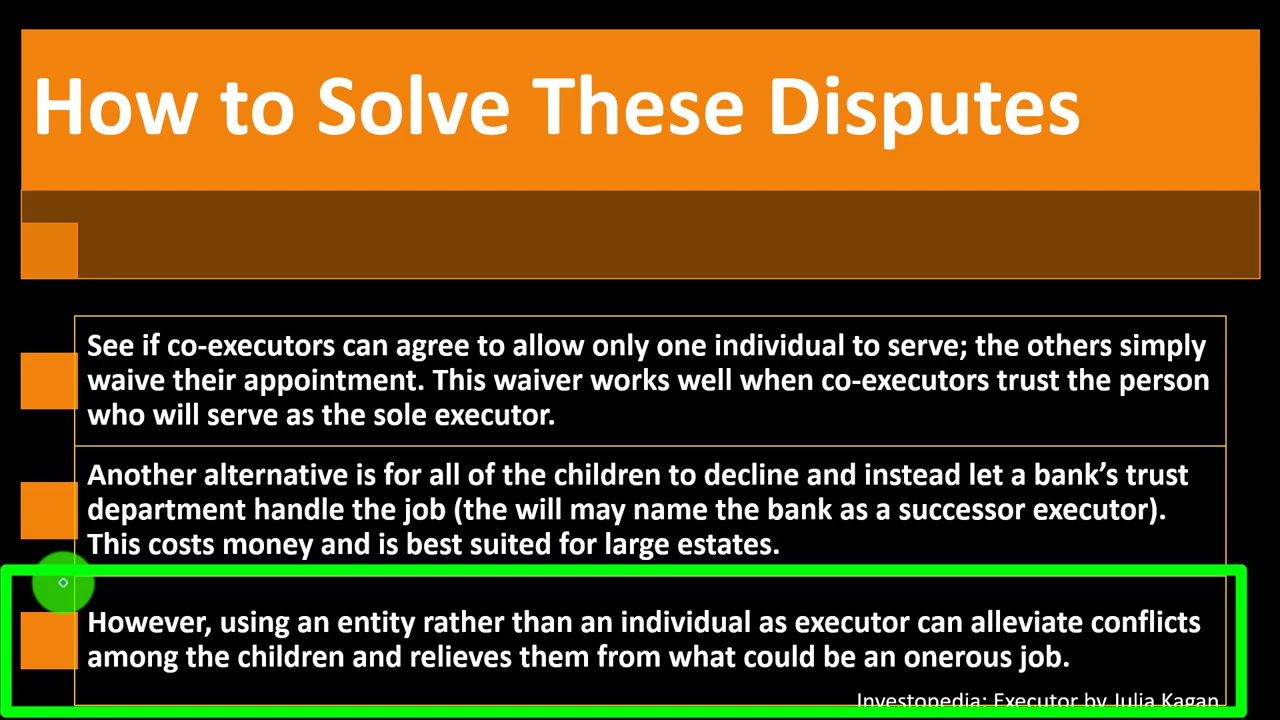 How to Solve These Disputes
See if co-executors can agree to allow only one individual to serve; the others simply
waive their appointment. This waiver works well when co-executors trust the person
who will serve as the sole executor.
Another alternative is for all of the children to decline and instead let a bank’s trust
department handle the job (the will may name the bank as a successor executor).
This costs money and is best suited for large estates.
However, using an entity rather than an individual as executor can alleviate conflicts
among the children and relieves them from what could be an onerous job.
Investopedia: Executor by Julia Kagan